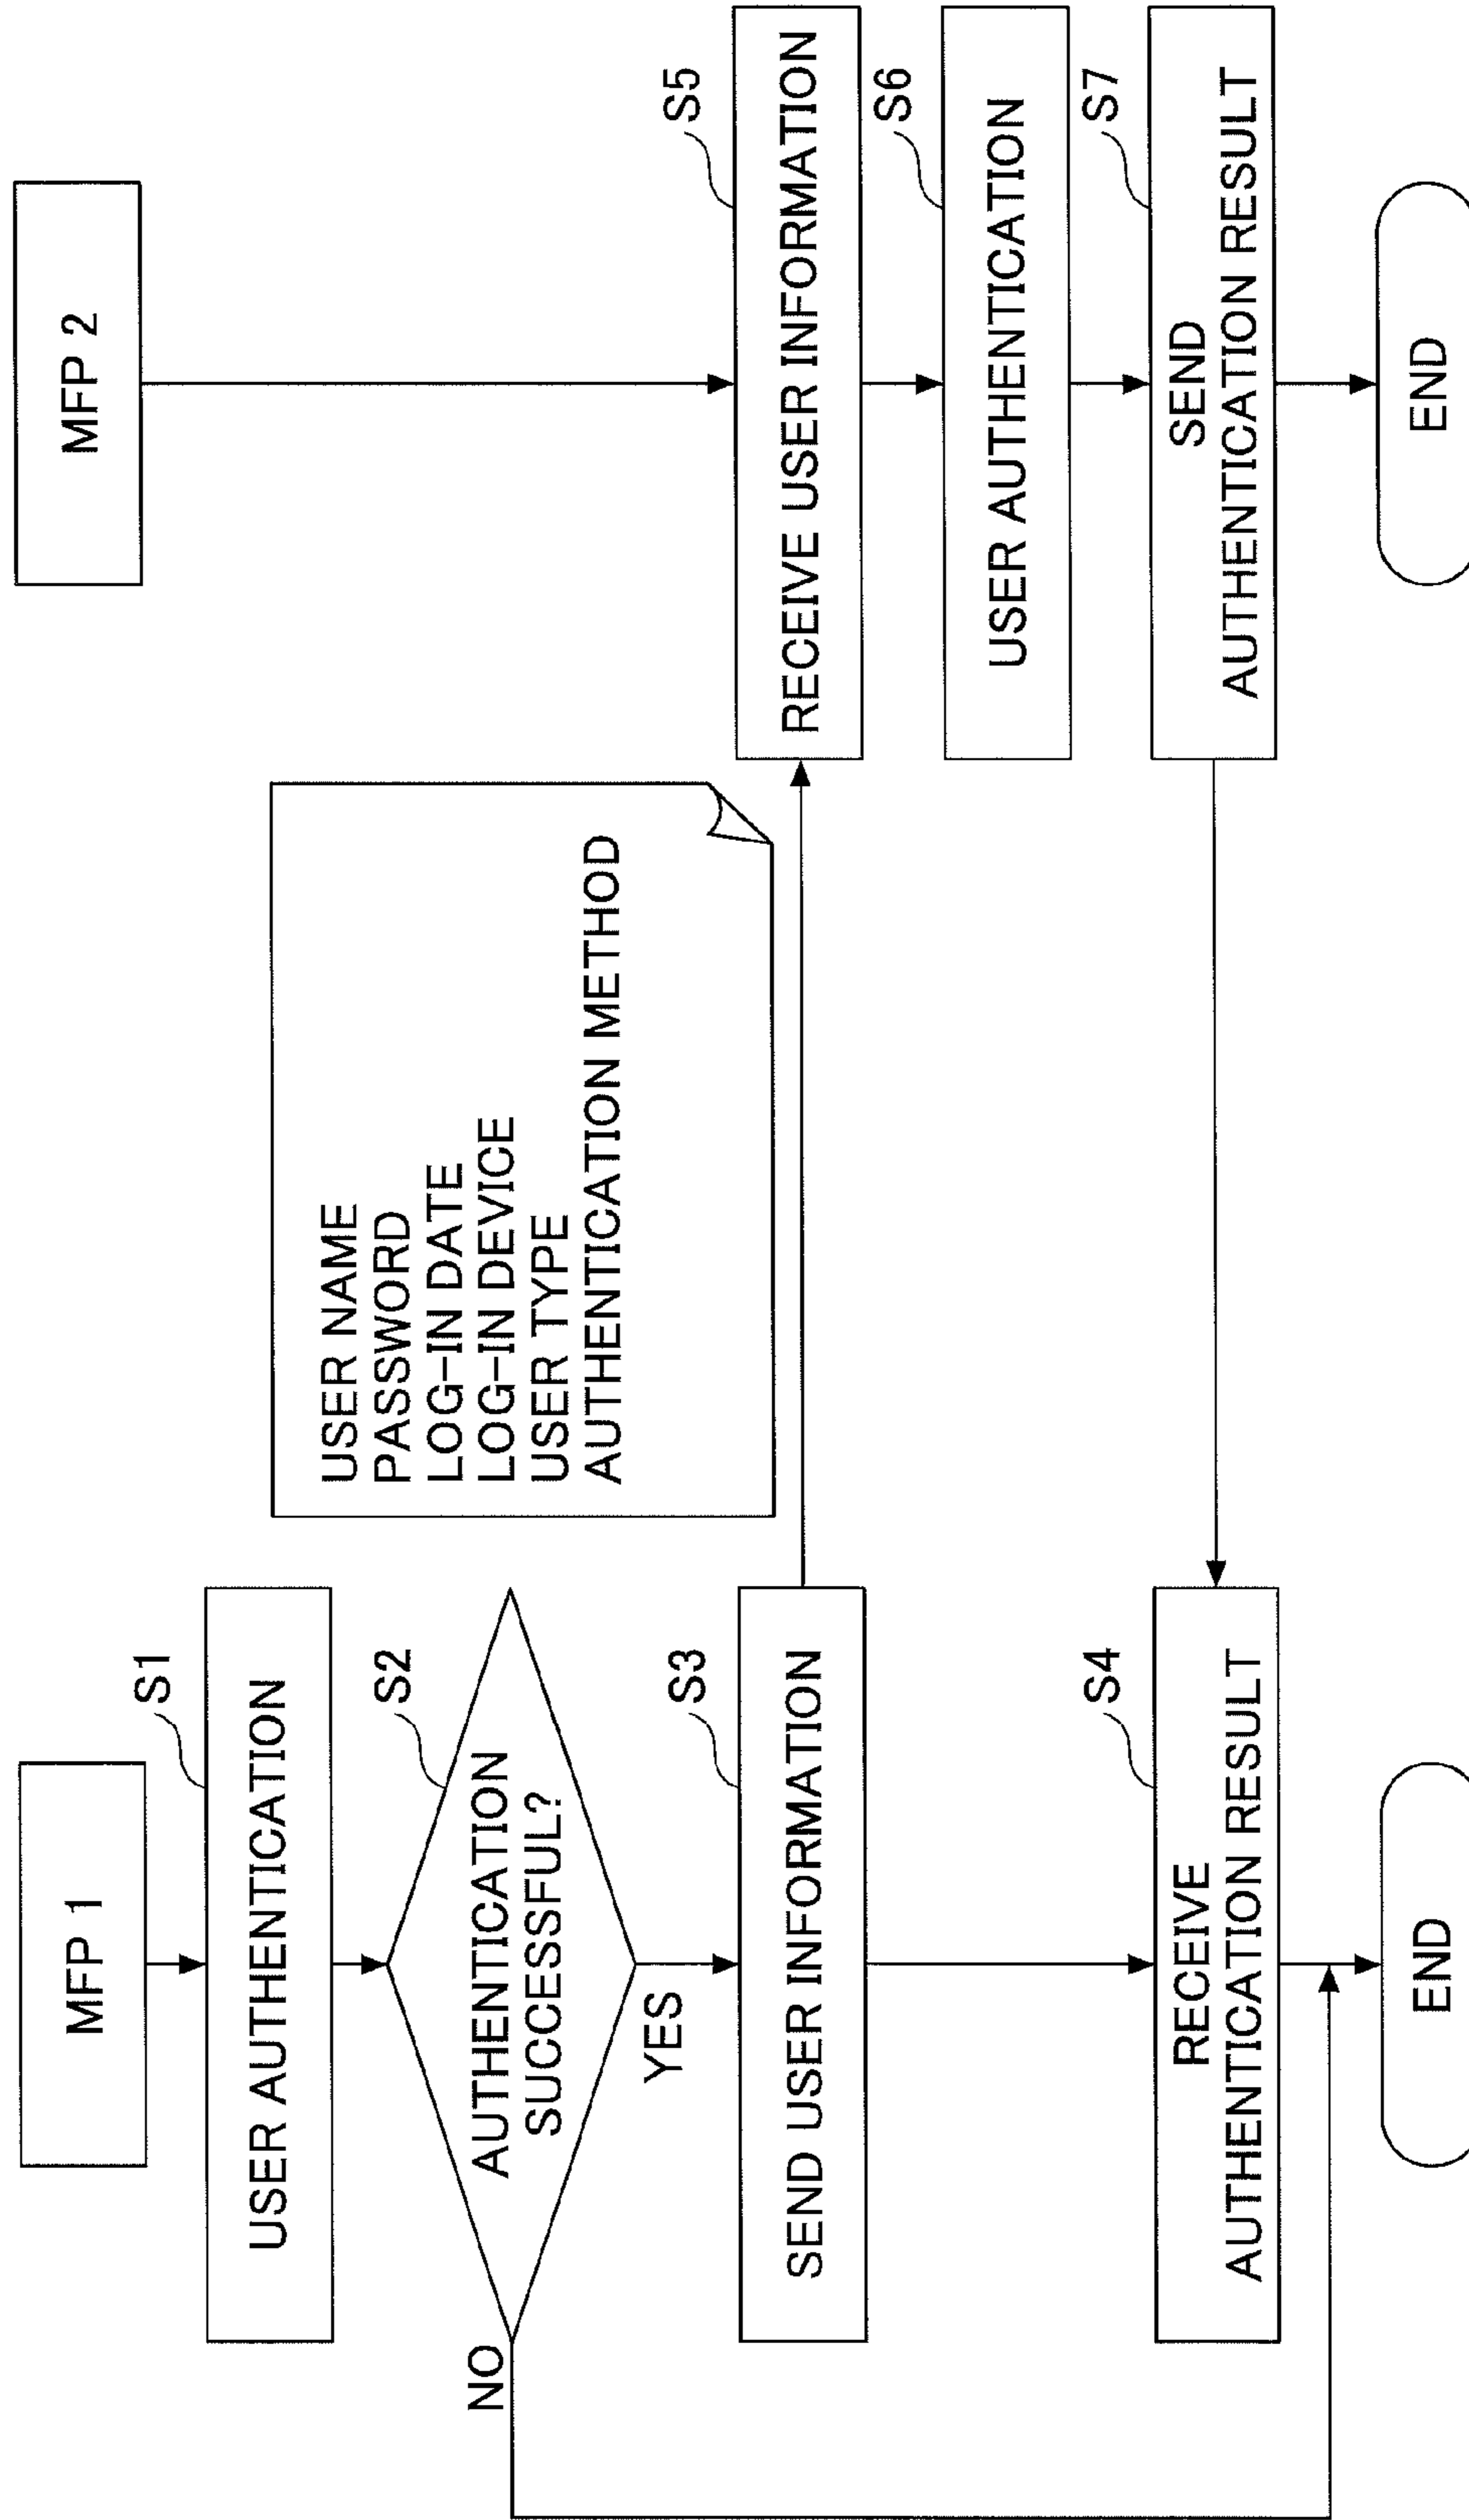 MFP 1
S1
USER AUTHENTICATION
S2
AUTHENTICATION
SUCCESSFUL?
NO
YES
S3
SEND USER INFORMATION
S4
RECEIVE
AUTHENTICATION RESULT
END
USER NAME
PASSWORD
LOG-IN DATE
LOG-IN DEVICE
USER TYPE
AUTHENTICATION METHOD
MFP 2
S5
RECEIVE USER INFORMATION
S6
USER AUTHENTICATION
S7
SEND
AUTHENTICATION RESULT
END